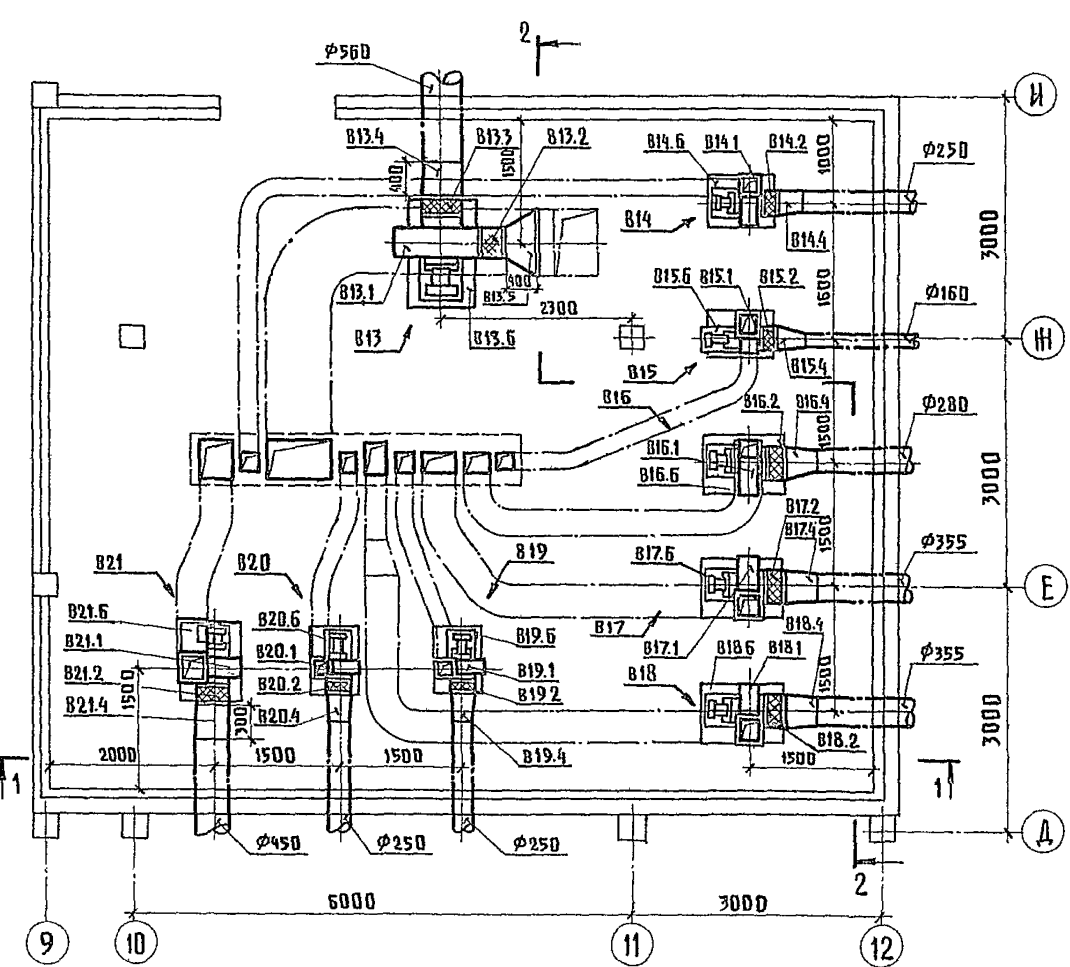 2
Ф560
И
В13.4
В13.3
В13.2
1500
400
В14.6
В14.1
В14.2
1000
Ф250
В14
В14.4
3000
В13.1
400
В13.5
В13
2300
В13.6
В15.6
В15.1
В15.2
1600
Ф160
Ж
В15
В15.4
В16
В16.2
В16.4
1500
Ф280
В16.1
В16.6
3000
В17.2
В17.4
1500
Ф355
В21
В20
В19
В17.6
Е
В21.6
В20.6
В19.6
В17
В17.1
В18.4
В21.1
В20.1
В19.1
В18
В18.6
В18.1
Ф355
В21.2
В20.2
В19.2
1500
В21.4
1500
300
В20.4
В18.2
3000
В19.4
2000
1500
1500
1500
1
1
Ф450
Ф250
Ф250
Д
2
6000
3000
9
10
11
12